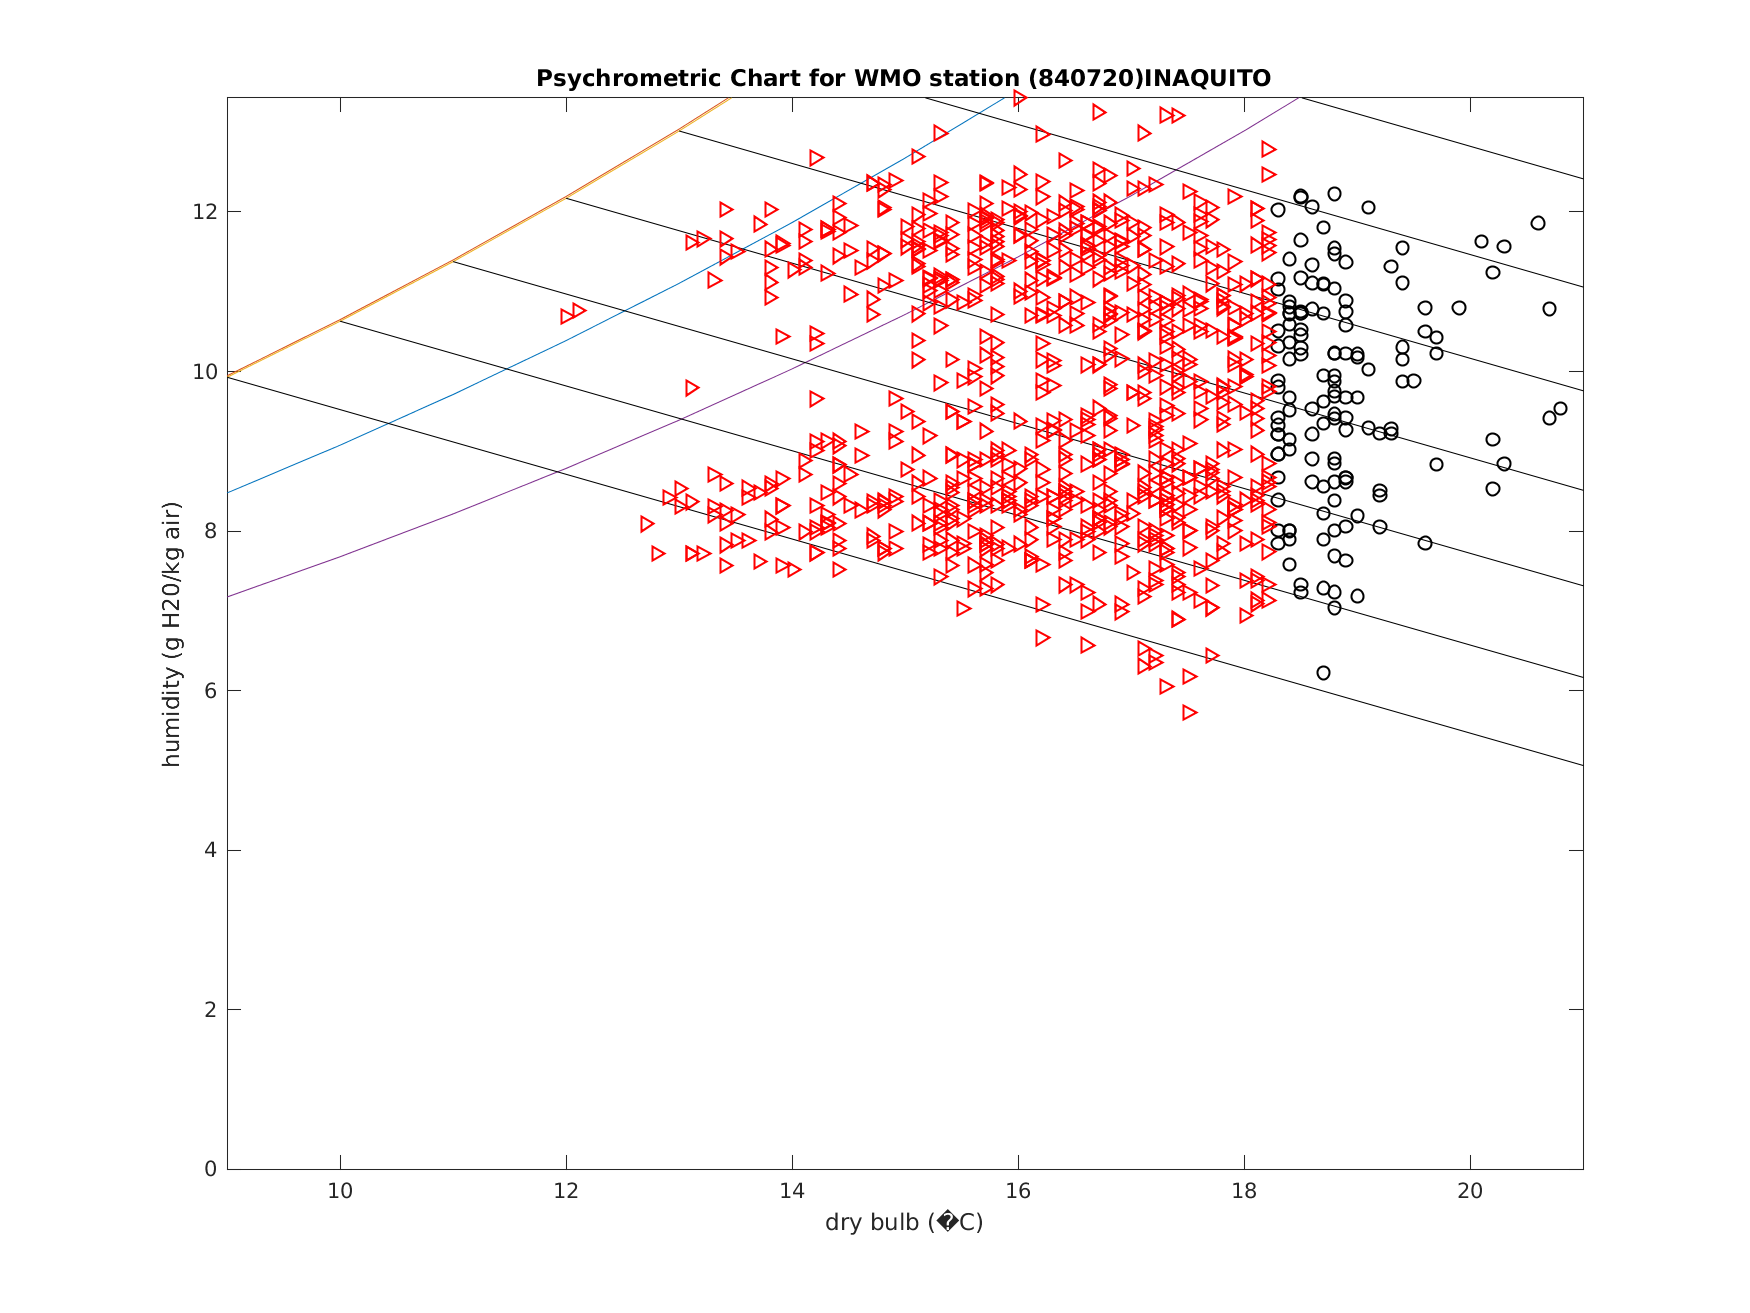 Psychrometric Chart for WMO station (840720)INAQUITO
humidity (g H20/kg air)
12
10
8
6
4
2
0
10 12 14 16 18 20
dry bulb (�C)